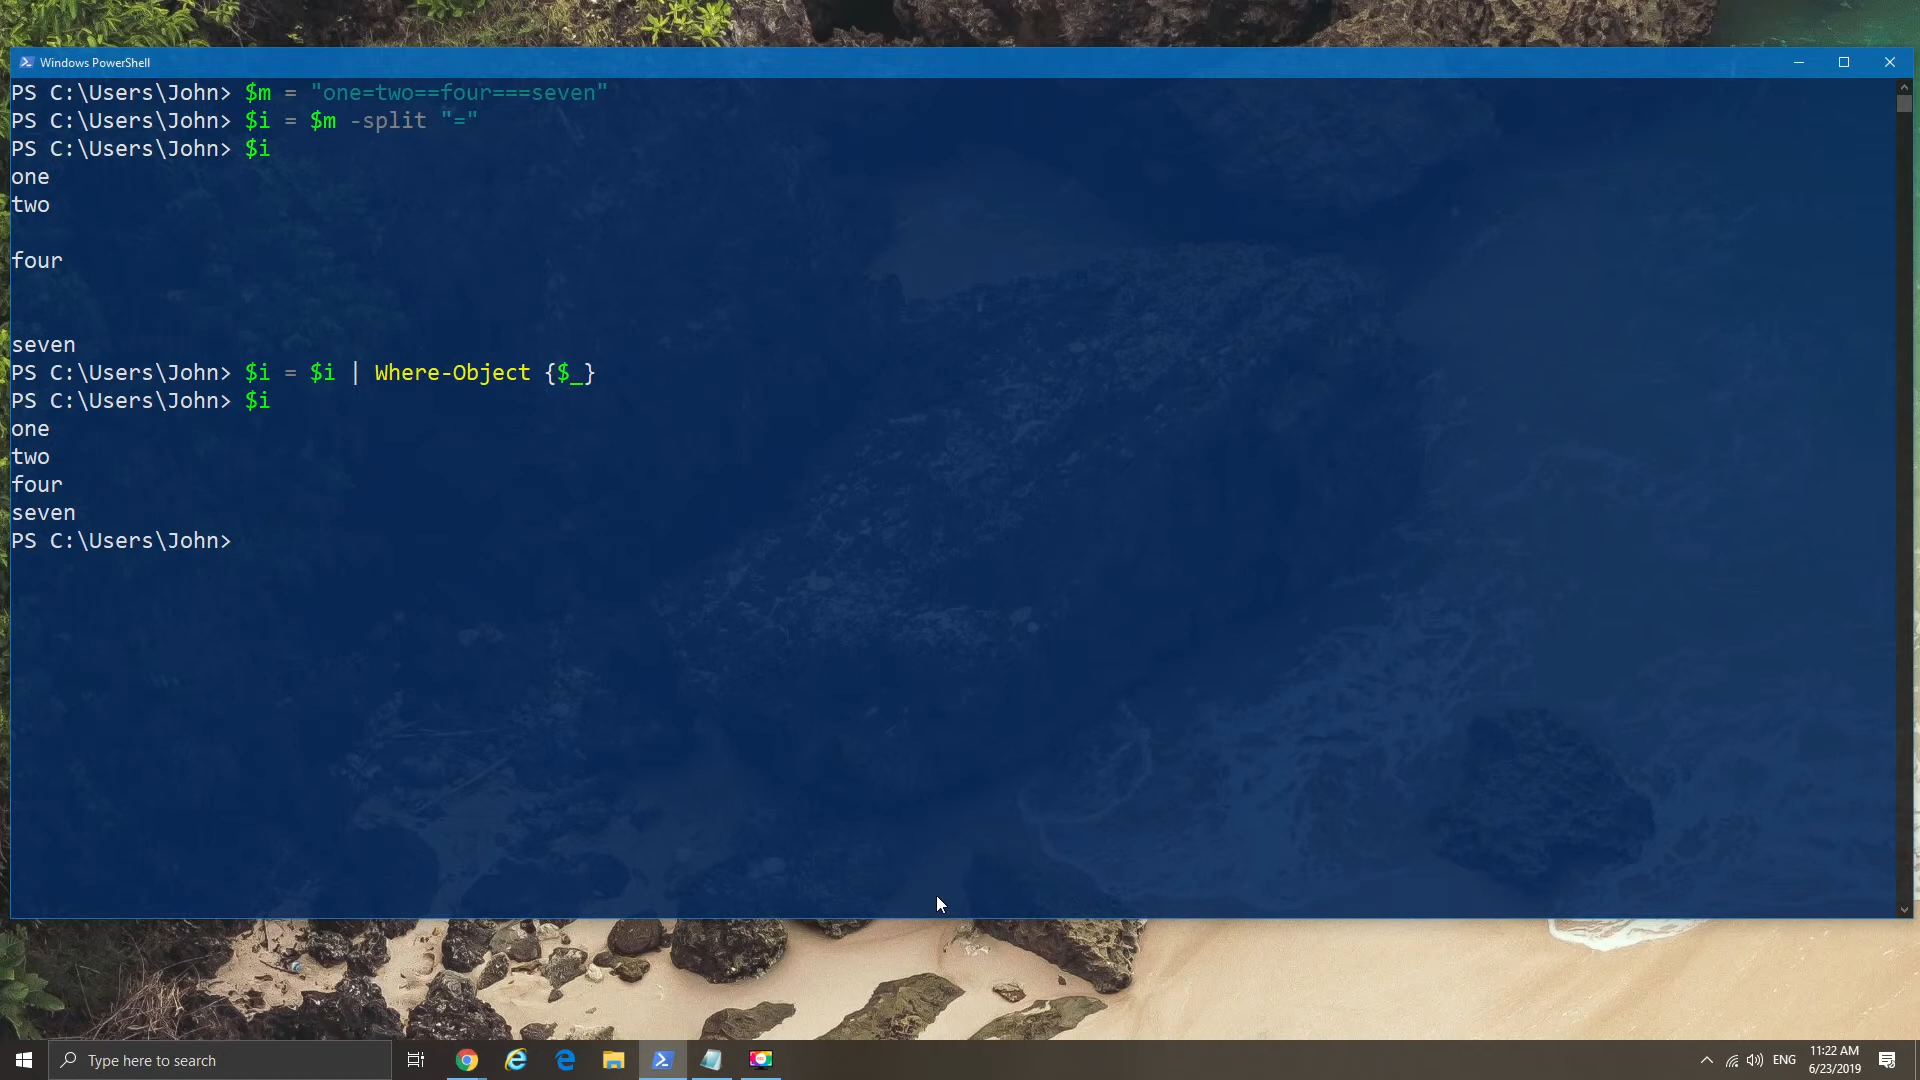 Windows PowerShell
PS C:\Users\John> $m = "one=two==four===seven"
PS C:\Users\John> $i = $m -split "="
PS C:\Users\John> $i
one
two
four
seven
PS C:\Users\John> $i = $i | Where-Object {$_}
PS C:\Users\John> $i
one
two
four
seven
PS C:\Users\John>
Type here to search
ENG
11:22 AM
6/23/2019